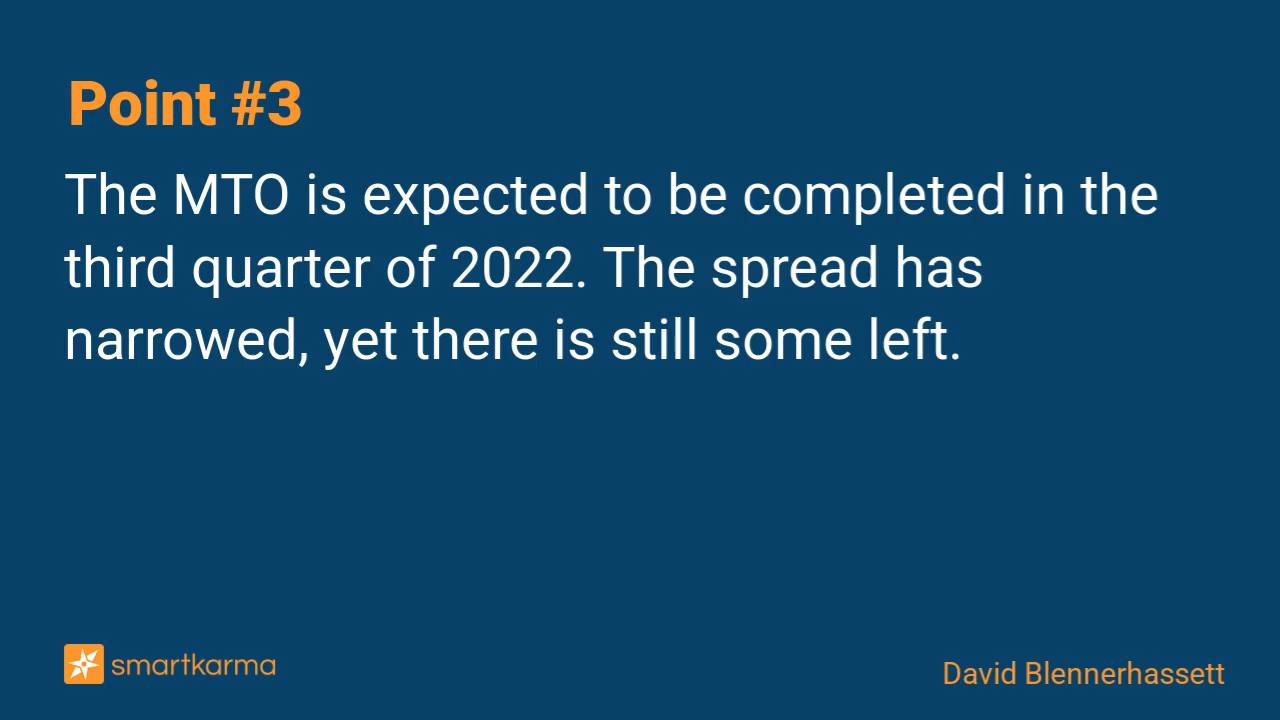 Point #3
The MTO is expected to be completed in the
third quarter of 2022. The spread has
narrowed, yet there is still some left.
smartkarma
David Blennerhassett